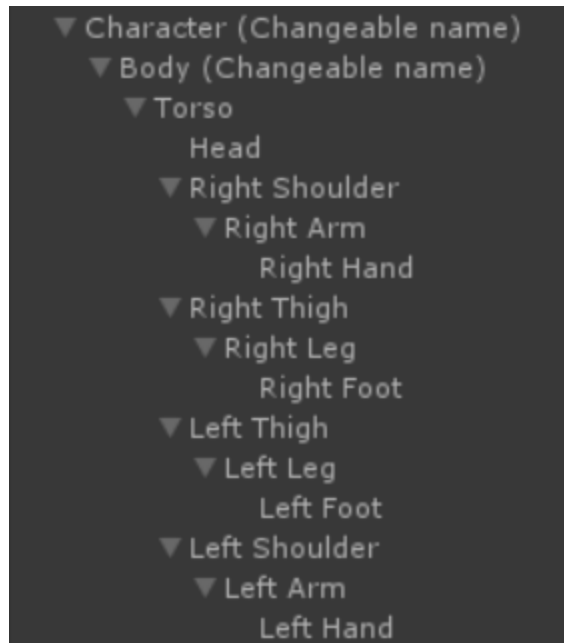 Character (Changeable name)
Body (Changeable name)
Torso
Head
Right Shoulder
Right Arm
Right Hand
Right Thigh
Right Leg
Right Foot
Left Thigh
Left Leg
Left Foot
Left Shoulder
Left Arm
Left Hand